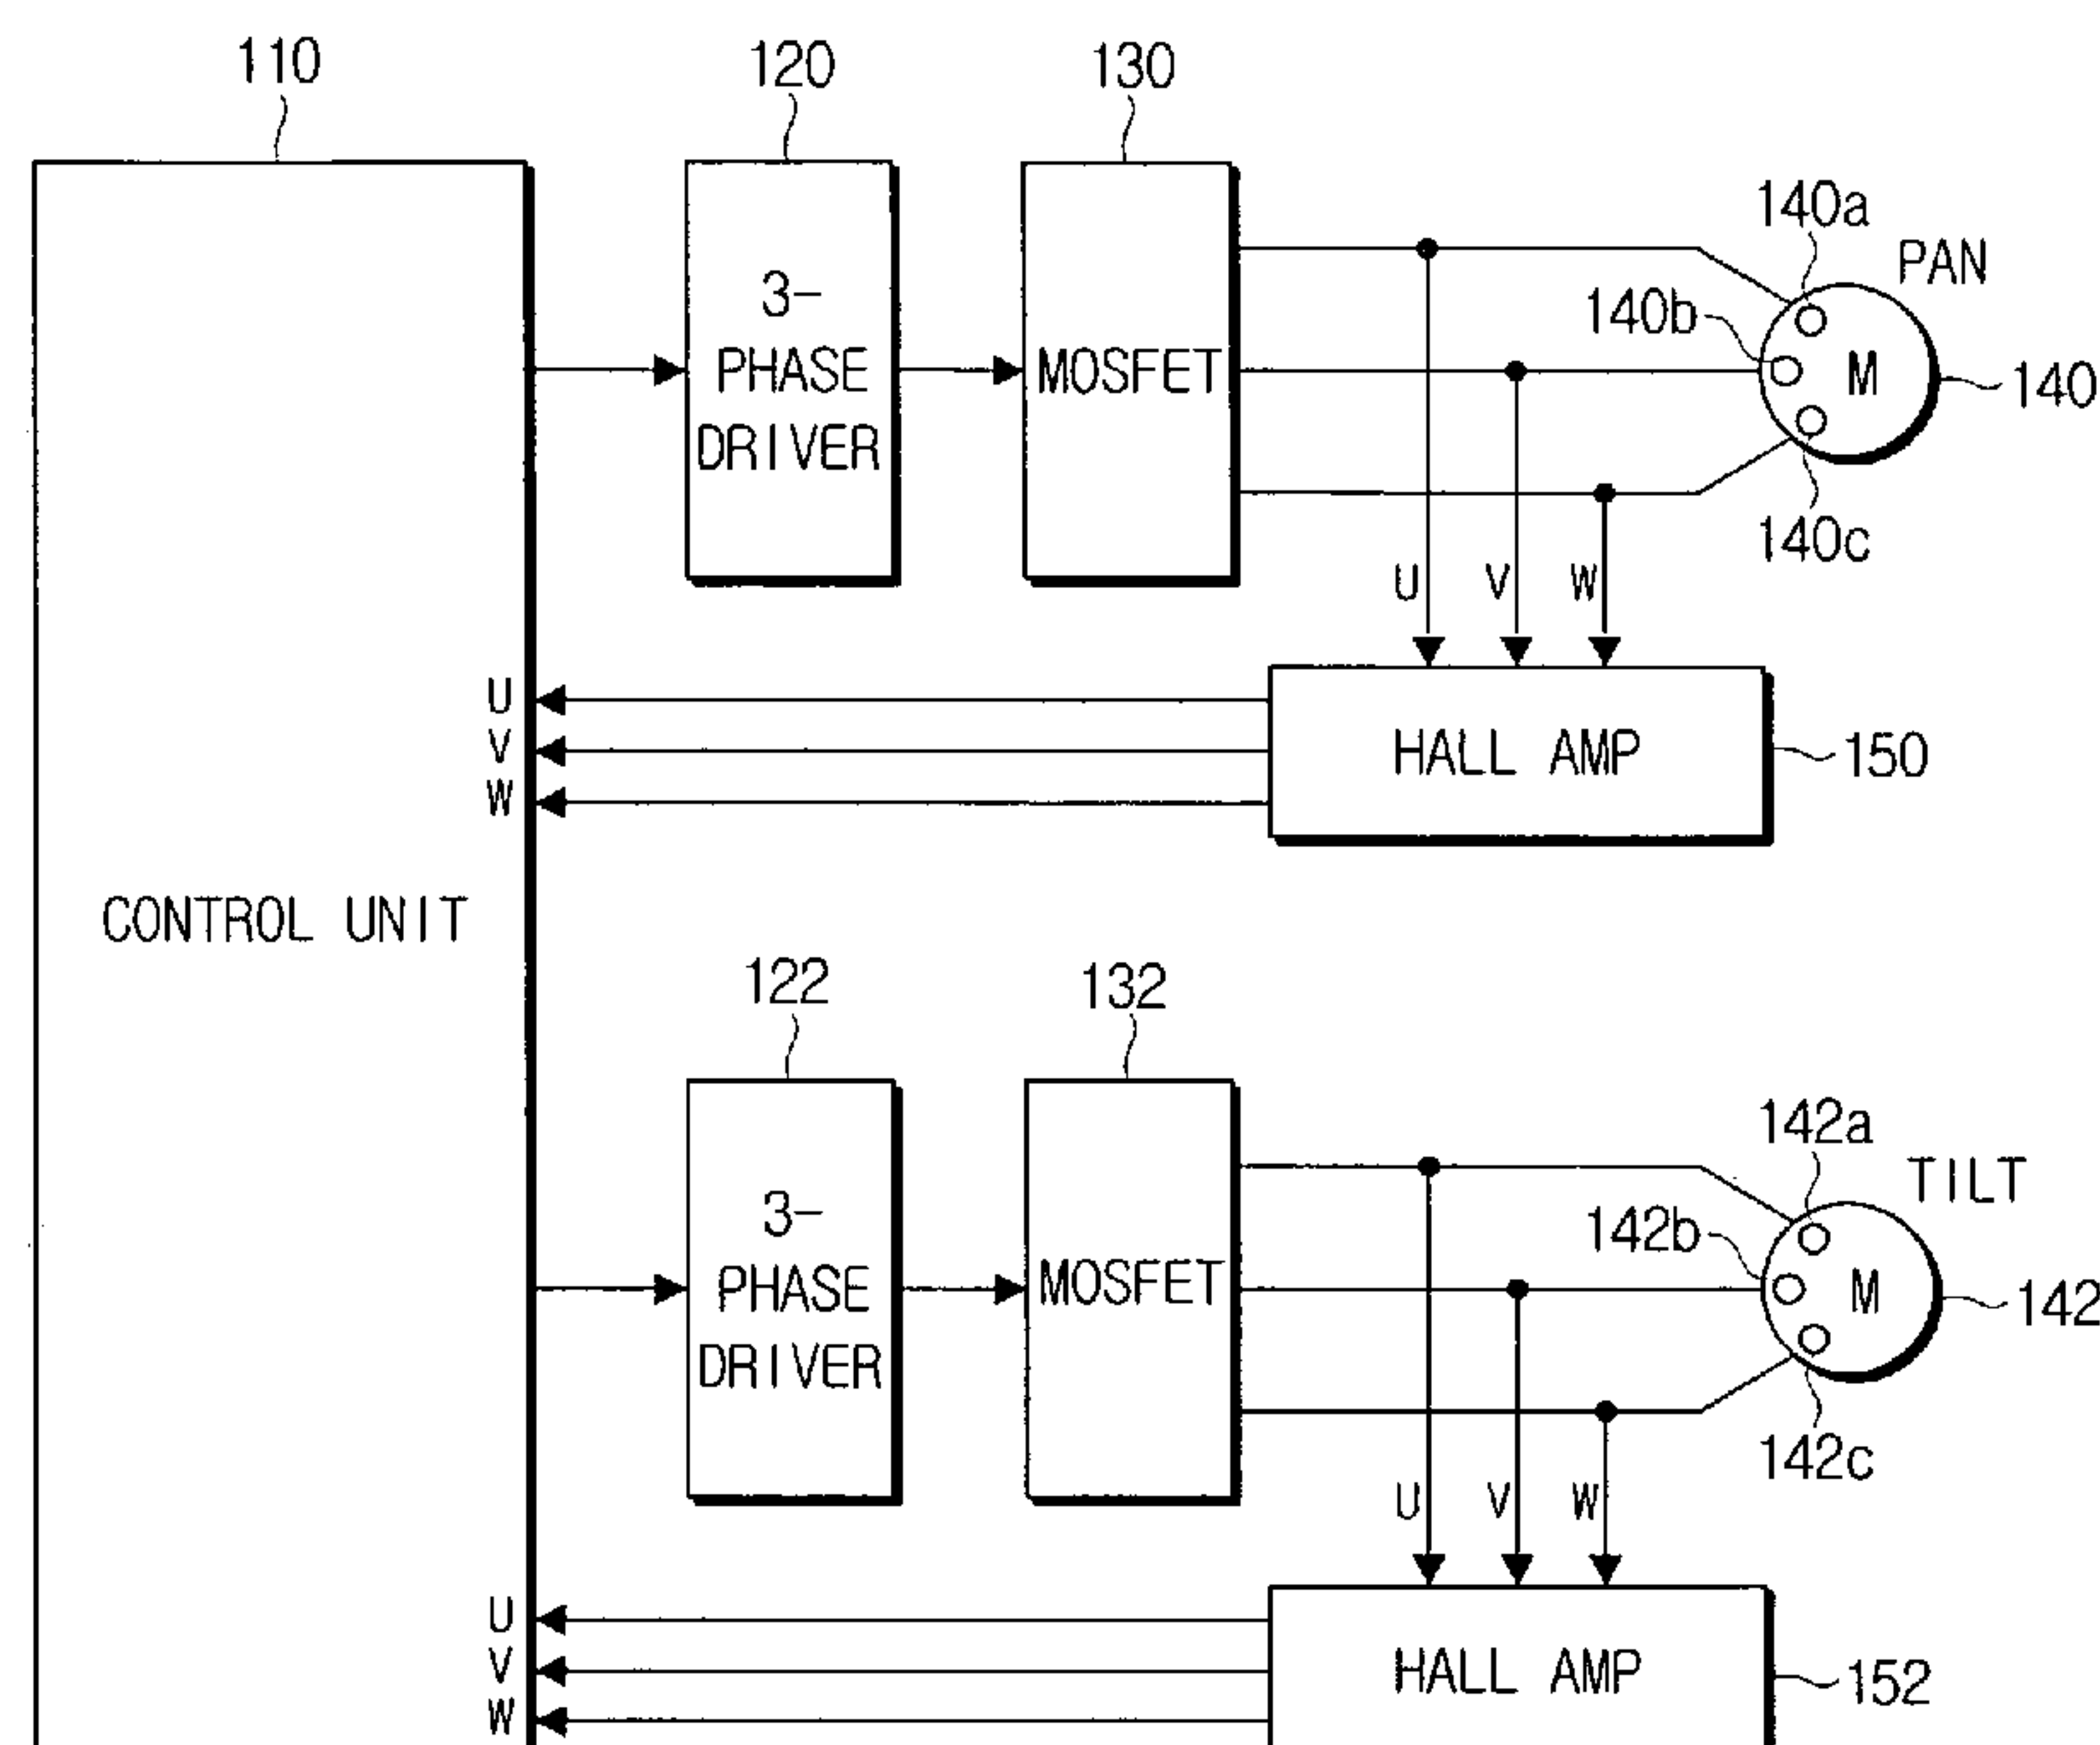 110
120
130
140a
PAN
140b
3-
PHASE
DRIVER
MOSFET
M
140
140c
U V W
U
V
W
HALL AMP
150
CONTROL UNIT
122
132
142a
TILT
142b
3-
PHASE
DRIVER
MOSFET
M
142
142c
U V W
U
V
W
HALL AMP
152